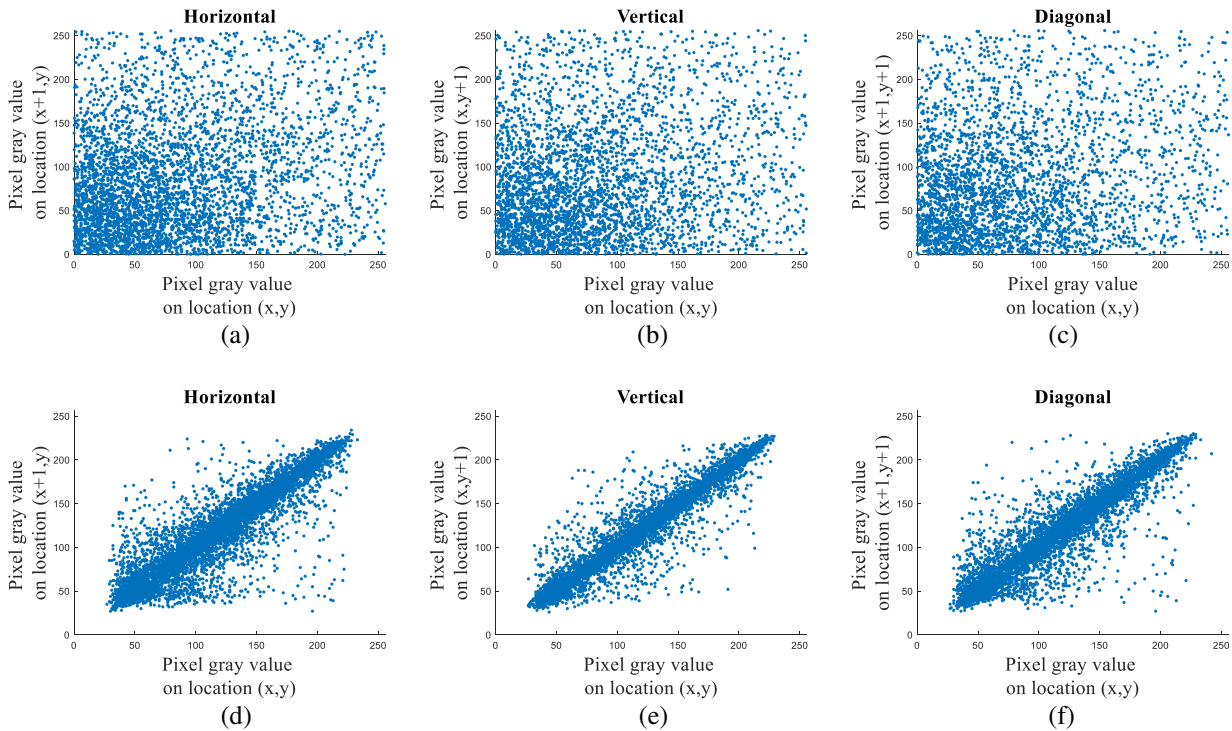 Horizontal
Pixel gray value
on location (x+1,y)
250
200
150
100
50
0
0 50 100 150 200 250
Pixel gray value
on location (x,y)
(a)
Vertical
Pixel gray value
on location (x,y+1)
250
200
150
100
50
0
0 50 100 150 200 250
Pixel gray value
on location (x,y)
(b)
Diagonal
Pixel gray value
on location (x+1,y+1)
250
200
150
100
50
0
0 50 100 150 200 250
Pixel gray value
on location (x,y)
(c)
Horizontal
Pixel gray value
on location (x+1,y)
250
200
150
100
50
0
0 50 100 150 200 250
Pixel gray value
on location (x,y)
(d)
Vertical
Pixel gray value
on location (x,y+1)
250
200
150
100
50
0
0 50 100 150 200 250
Pixel gray value
on location (x,y)
(e)
Diagonal
Pixel gray value
on location (x+1,y+1)
250
200
150
100
50
0
0 50 100 150 200 250
Pixel gray value
on location (x,y)
(f)